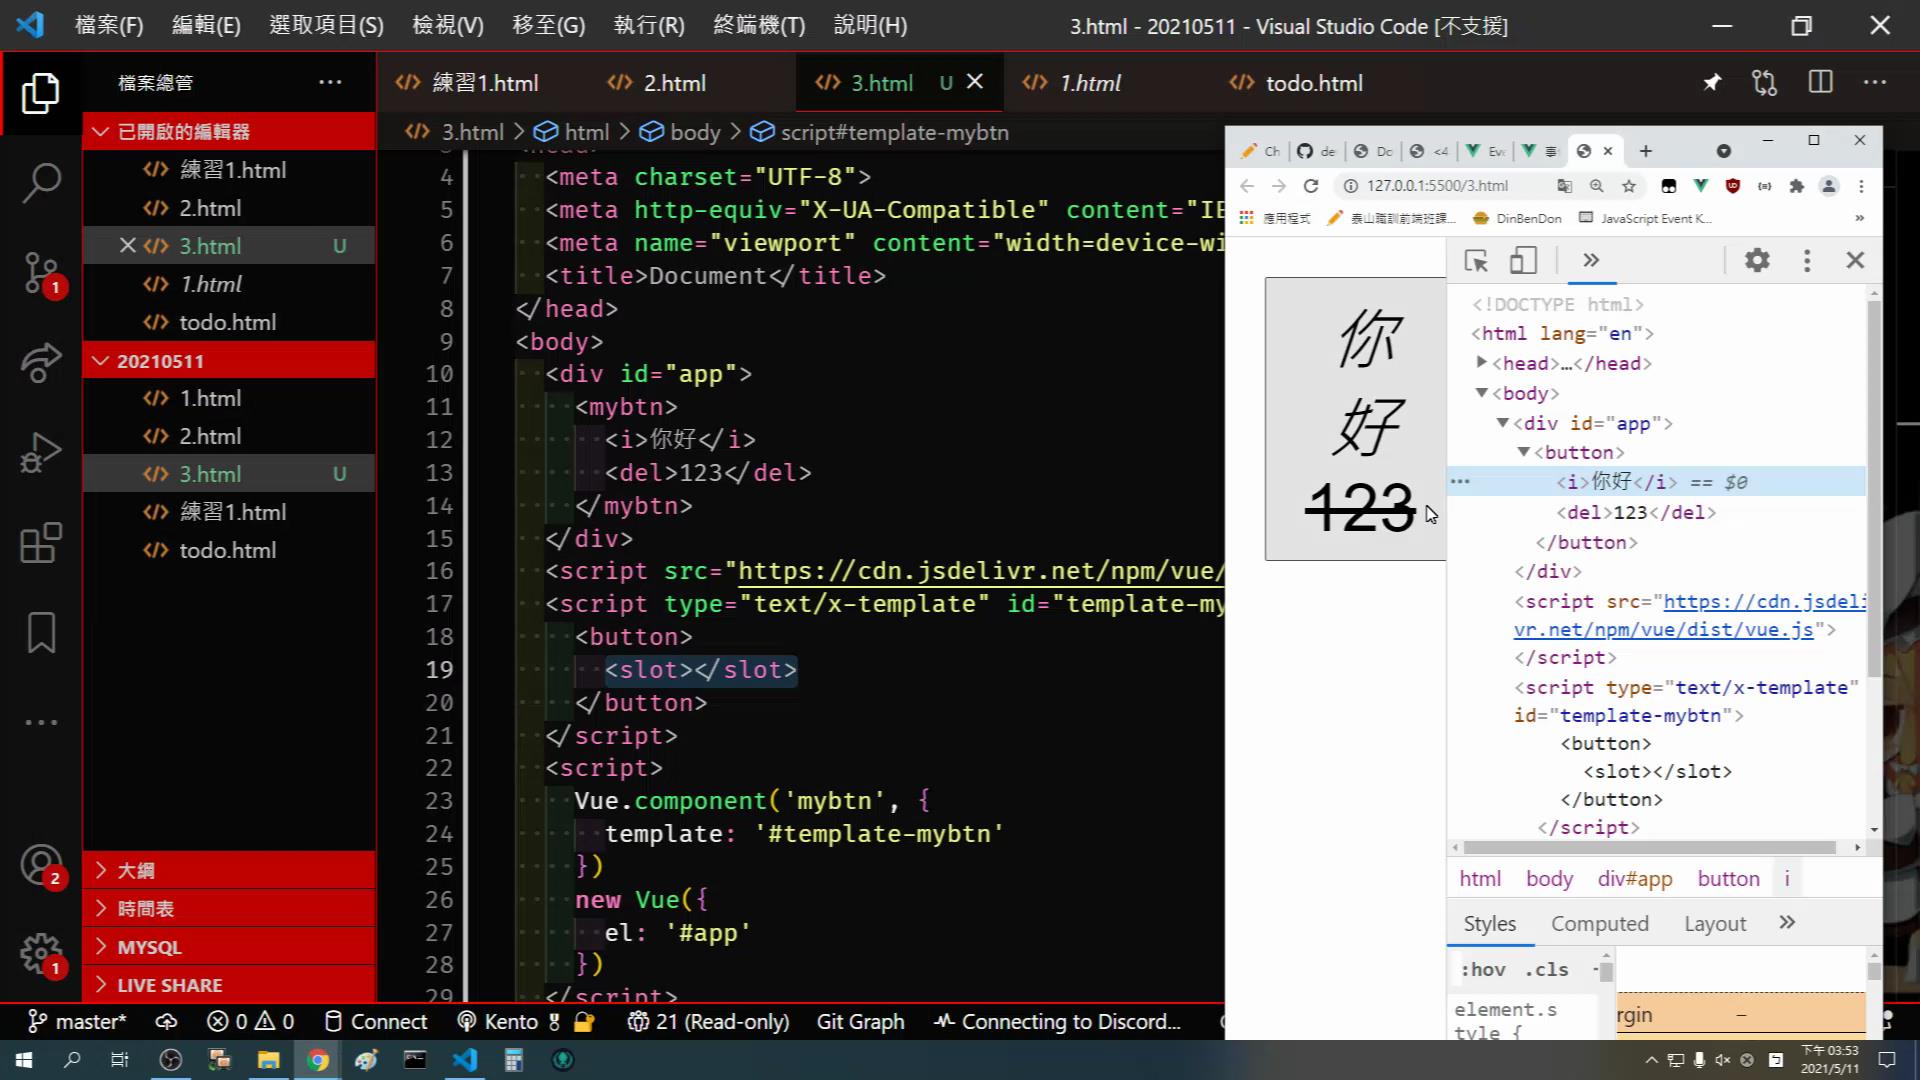 檔案(F) 編輯(E) 選取項目(S) 檢視(V) 移至(G) 執行(R) 終端機(T) 說明(H) 3.html - 20210511 - Visual Studio Code [不支援]
檔案總管
已開啟的編輯器
練習1.html
2.html
3.html U
1.html
todo.html
20210511
1.html
2.html
3.html U
練習1.html
todo.html
大綱
時間表
MYSQL
LIVE SHARE
1
2
1
練習1.html 2.html 3.html U 1.html todo.html
3.html > html > body > script#template-mybtn
4 <meta charset="UTF-8">
5 <meta http-equiv="X-UA-Compatible" content="IE
6 <meta name="viewport" content="width=device-wi
7 <title>Document</title>
8 </head>
9 <body>
10 <div id="app">
11 <mybtn>
12 <i>你好</i>
13 <del>123</del>
14 </mybtn>
15 </div>
16 <script src="https://cdn.jsdelivr.net/npm/vue/
17 <script type="text/x-template" id="template-my
18 <button>
19 <slot></slot>
20 </button>
21 </script>
22 <script>
23 Vue.component('mybtn', {
24 template: '#template-mybtn'
25 })
26 new Vue({
27 el: '#app'
28 })
29 </script>
Ch de Do <4 Eve
127.0.0.1:5500/3.html
應用程式 泰山職訓前端班課... DinBenDon JavaScript Event K... »
你
好
123
<!DOCTYPE html>
<html lang="en">
<head>…</head>
<body>
<div id="app">
<button>
<i>你好</i> == $0
<del>123</del>
</button>
</div>
<script src="https://cdn.jsdeli
vr.net/npm/vue/dist/vue.js">
</script>
<script type="text/x-template"
id="template-mybtn">
<button>
<slot></slot>
</button>
</script>
html body div#app button i
Styles Computed Layout »
:hov .cls
element.s
tyle {
rgin –
master* 0 0 Connect Kento 21 (Read-only) Git Graph Connecting to Discord...
下午 03:53
2021/5/11